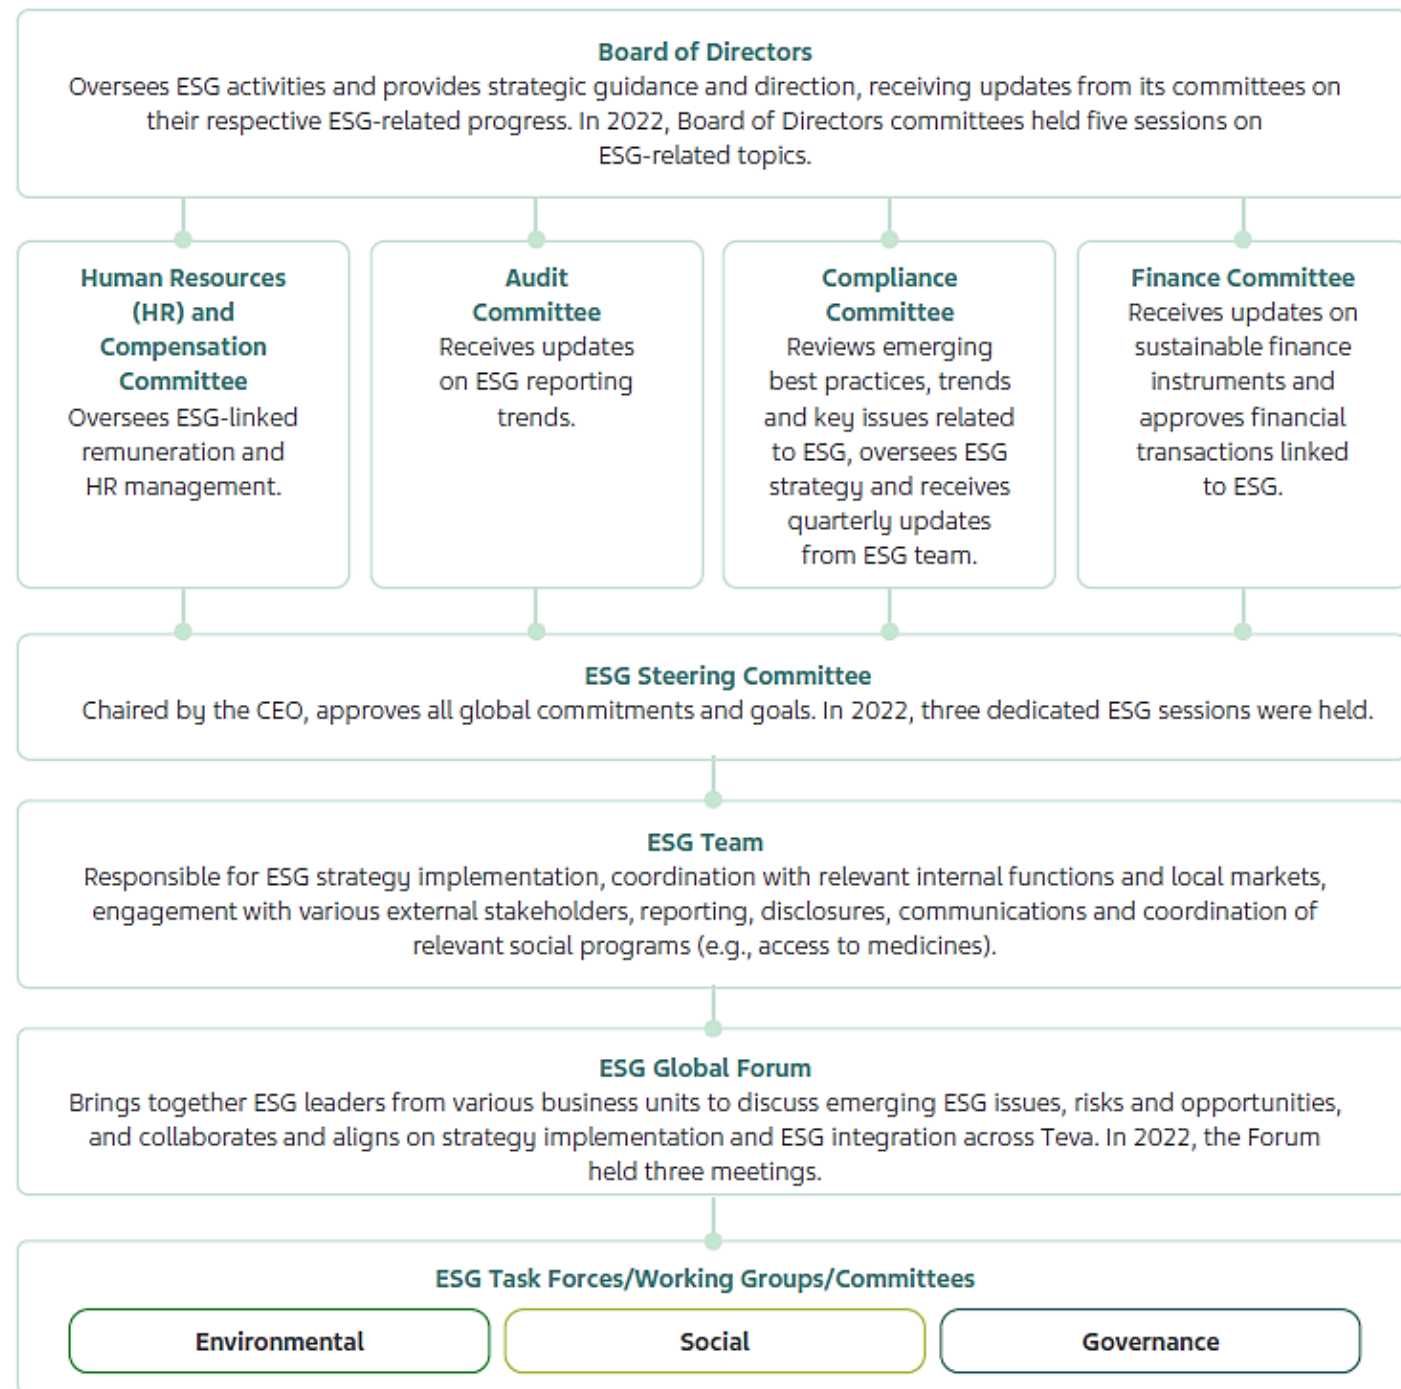 Board of Directors
Oversees ESG activities and provides strategic guidance and direction, receiving updates from its committees on
their respective ESG-related progress. In 2022, Board of Directors committees held five sessions on
ESG-related topics.
Human Resources
(HR) and
Compensation
Committee
Oversees ESG-linked
remuneration and
HR management.
Audit
Committee
Receives updates
on ESG reporting
trends.
Compliance
Committee
Reviews emerging
best practices, trends
and key issues related
to ESG, oversees ESG
strategy and receives
quarterly updates
from ESG team.
Finance Committee
Receives updates on
sustainable finance
instruments and
approves financial
transactions linked
to ESG.
ESG Steering Committee
Chaired by the CEO, approves all global commitments and goals. In 2022, three dedicated ESG sessions were held.
ESG Team
Responsible for ESG strategy implementation, coordination with relevant internal functions and local markets,
engagement with various external stakeholders, reporting, disclosures, communications and coordination of
relevant social programs (e.g., access to medicines).
ESG Global Forum
Brings together ESG leaders from various business units to discuss emerging ESG issues, risks and opportunities,
and collaborates and aligns on strategy implementation and ESG integration across Teva. In 2022, the Forum
held three meetings.
ESG Task Forces/Working Groups/Committees
Environmental
Social
Governance